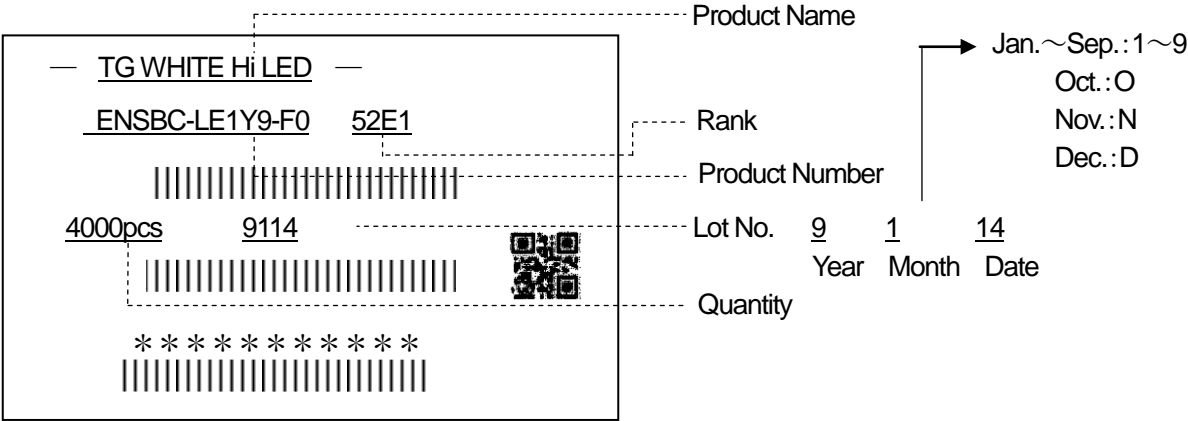 Product Name
Jan.～Sep.:1～9
Oct.:O
Nov.:N
Dec.:D
— TG WHITE Hi LED —
ENSBC-LE1Y9-F0 52E1
Rank
Product Number
4000pcs 9114
Lot No. 9 1 14
Year Month Date
Quantity
＊＊＊＊＊＊＊＊＊＊＊